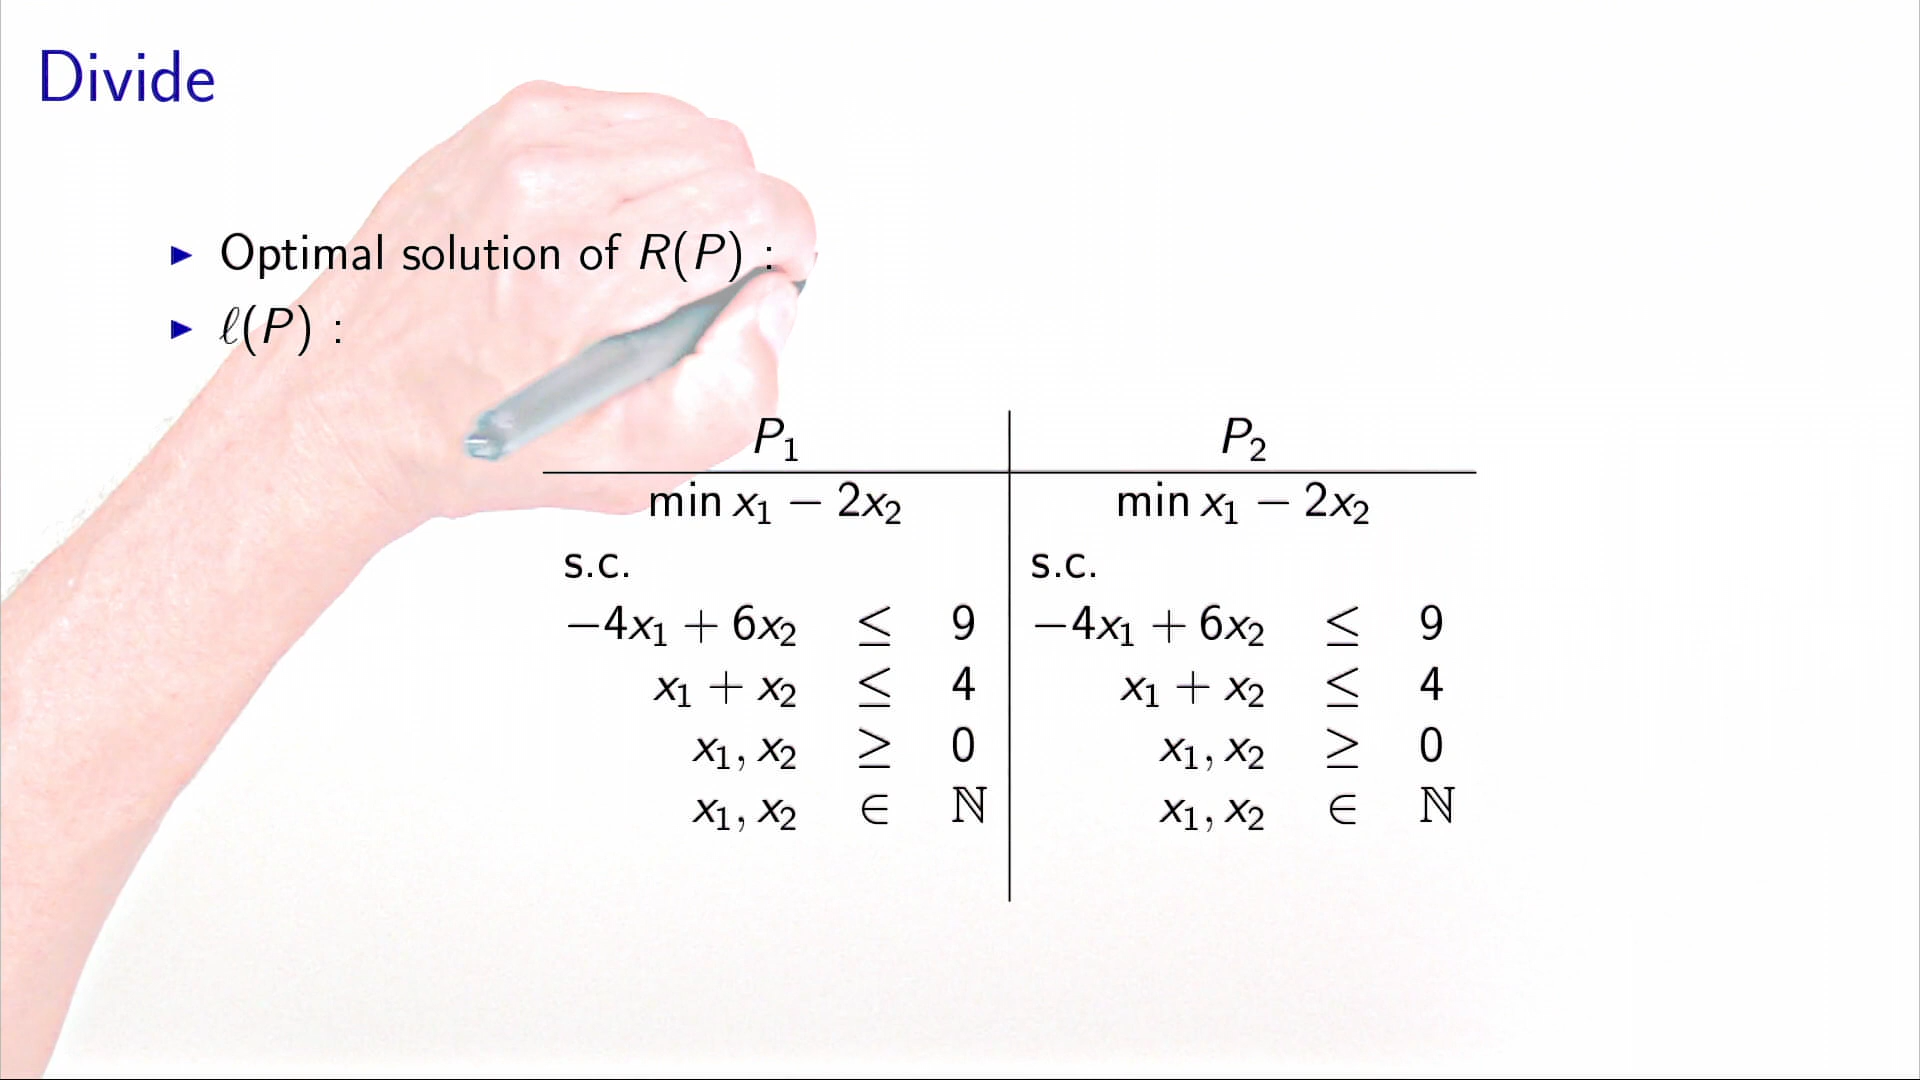 Divide
▶ Optimal solution of R(P) :
▶ ℓ(P) :
P₁ P₂
min x₁ − 2x₂ min x₁ − 2x₂
s.c. s.c.
−4x₁ + 6x₂ ≤ 9 −4x₁ + 6x₂ ≤ 9
x₁ + x₂ ≤ 4 x₁ + x₂ ≤ 4
x₁, x₂ ≥ 0 x₁, x₂ ≥ 0
x₁, x₂ ∈ ℕ x₁, x₂ ∈ ℕ